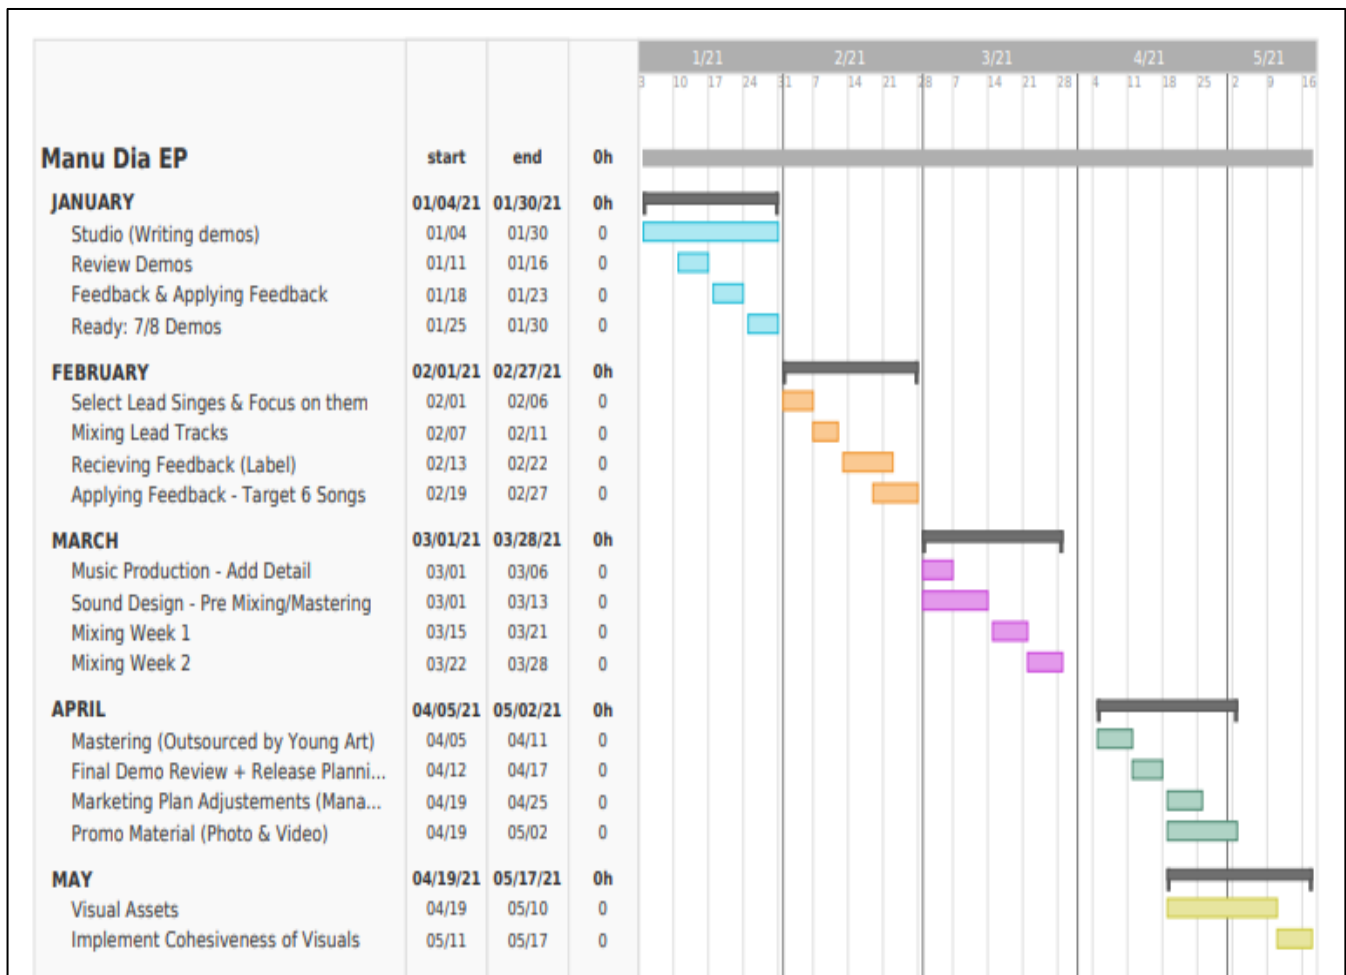 1/21 2/21 3/21 4/21 5/21
3 10 17 24 31 7 14 21 28 7 14 21 28 4 11 18 25 2 9 16
Manu Dia EP start end 0h
JANUARY 01/04/21 01/30/21 0h
Studio (Writing demos) 01/04 01/30 0
Review Demos 01/11 01/16 0
Feedback & Applying Feedback 01/18 01/23 0
Ready: 7/8 Demos 01/25 01/30 0
FEBRUARY 02/01/21 02/27/21 0h
Select Lead Singes & Focus on them 02/01 02/06 0
Mixing Lead Tracks 02/07 02/11 0
Recieving Feedback (Label) 02/13 02/22 0
Applying Feedback - Target 6 Songs 02/19 02/27 0
MARCH 03/01/21 03/28/21 0h
Music Production - Add Detail 03/01 03/06 0
Sound Design - Pre Mixing/Mastering 03/01 03/13 0
Mixing Week 1 03/15 03/21 0
Mixing Week 2 03/22 03/28 0
APRIL 04/05/21 05/02/21 0h
Mastering (Outsourced by Young Art) 04/05 04/11 0
Final Demo Review + Release Planni... 04/12 04/17 0
Marketing Plan Adjustements (Mana... 04/19 04/25 0
Promo Material (Photo & Video) 04/19 05/02 0
MAY 04/19/21 05/17/21 0h
Visual Assets 04/19 05/10 0
Implement Cohesiveness of Visuals 05/11 05/17 0